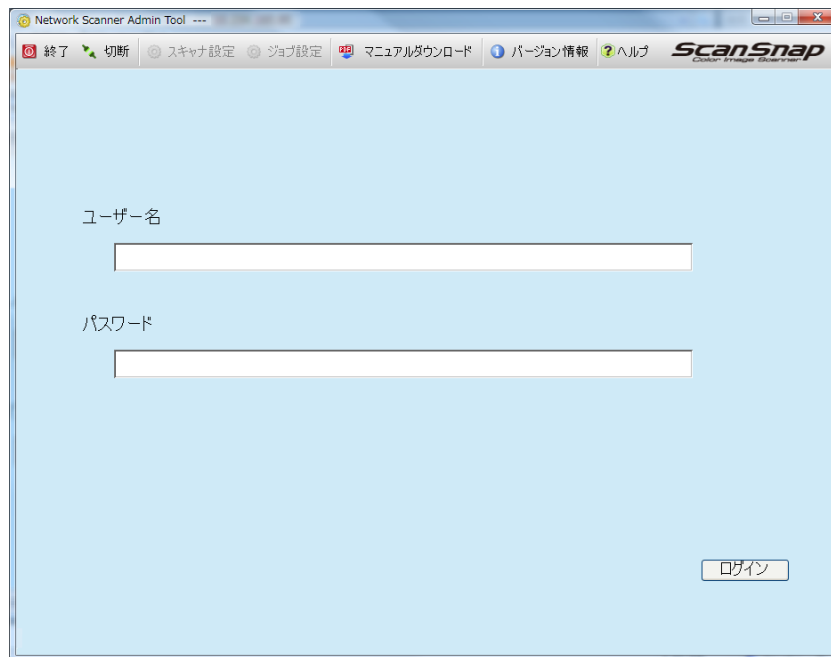 Network Scanner Admin Tool ---
終了 切断 スキャナ設定 ジョブ設定 マニュアルダウンロード バージョン情報 ヘルプ ScanSnap
Color Image Scanner
ユーザー名
パスワード
ログイン